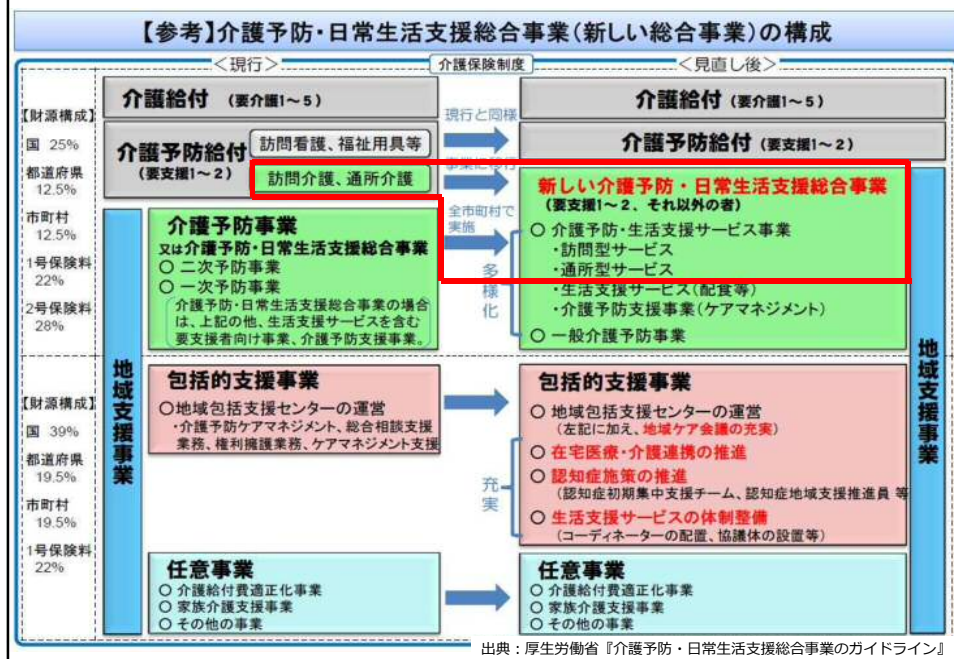 【参考】介護予防・日常生活支援総合事業(新しい総合事業)の構成
<現行>
介護保険制度
<見直し後>
【財源構成】
国 25%
都道府県
12.5%
市町村
12.5%
1号保険料
22%
2号保険料
28%
介護給付 (要介護1~5)
介護予防給付
(要支援1~2)
訪問看護、福祉用具等
訪問介護、通所介護
現行と同様
事業に移行
全市町村で
実施
多様化
介護給付(要介護1~5)
介護予防給付(要支援1~2)
介護予防事業
又は介護予防・日常生活支援総合事業
○ 二次予防事業
○ 一次予防事業
介護予防・日常生活支援総合事業の場合
は、上記の他、生活支援サービスを含む
要支援者向け事業、介護予防支援事業。
新しい介護予防・日常生活支援総合事業
(要支援1~2、それ以外の者)
○ 介護予防・生活支援サービス事業
・訪問型サービス
・通所型サービス
・生活支援サービス(配食等)
・介護予防支援事業(ケアマネジメント)
○ 一般介護予防事業
地域支援事業
地域支援事業
【財源構成】
国 39%
都道府県
19.5%
市町村
19.5%
1号保険料
22%
包括的支援事業
○地域包括支援センターの運営
・介護予防ケアマネジメント、総合相談支援
業務、権利擁護業務、ケアマネジメント支援
充実
包括的支援事業
○ 地域包括支援センターの運営
(左記に加え、地域ケア会議の充実)
○ 在宅医療・介護連携の推進
○ 認知症施策の推進
(認知症初期集中支援チーム、認知症地域支援推進員 等
○ 生活支援サービスの体制整備
(コーディネーターの配置、協議体の設置等)
任意事業
○ 介護給付費適正化事業
○ 家族介護支援事業
○ その他の事業
任意事業
○ 介護給付費適正化事業
○ 家族介護支援事業
○ その他の事業
出典:厚生労働省『介護予防・日常生活支援総合事業のガイドライン』